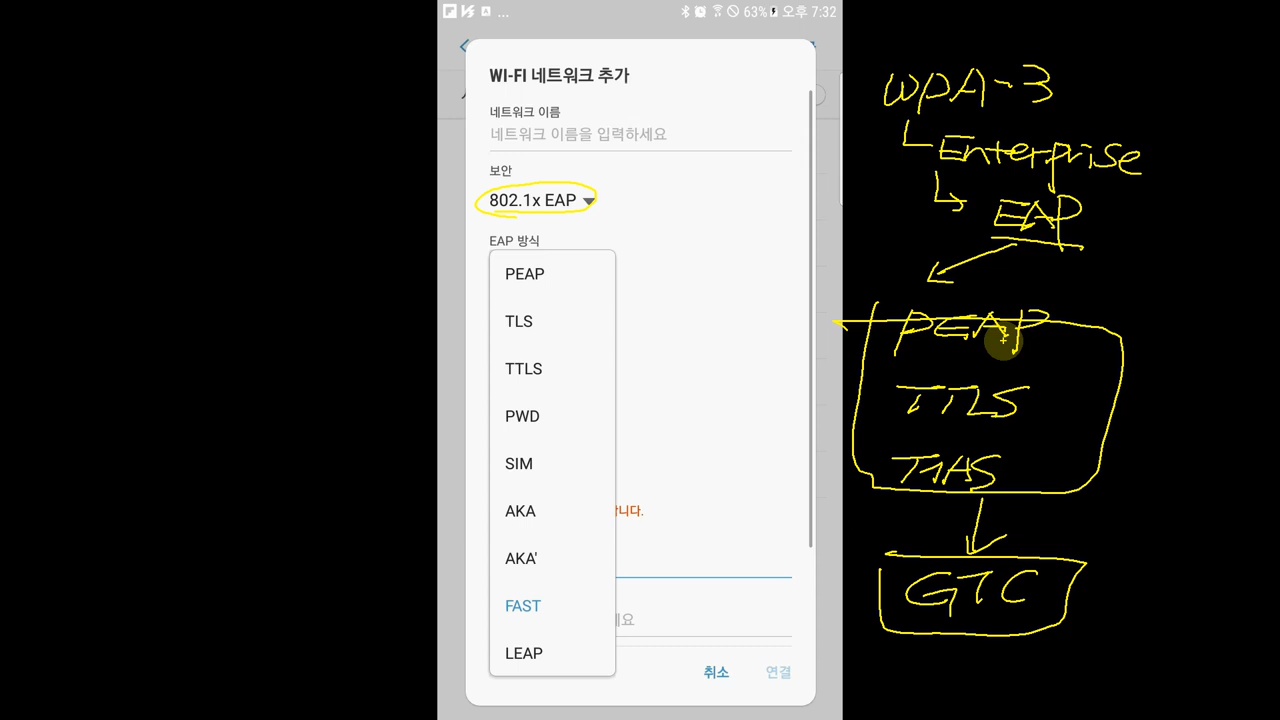 ... 63% 오후 7:32
WI-FI 네트워크 추가
네트워크 이름
네트워크 이름을 입력하세요
보안
802.1x EAP
EAP 방식
PEAP
TLS
TTLS
PWD
SIM
AKA
AKA'
FAST
LEAP
니다.
세요
취소 연결
WPA-3
Enterprise
EAP
PEAP
TTLS
GTC